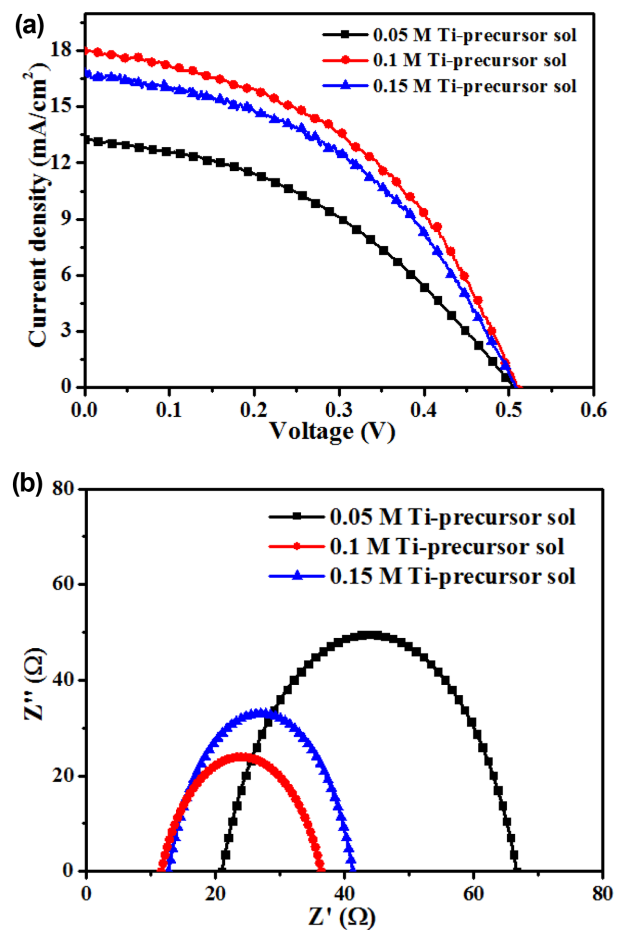 (a)
0.05 M Ti-precursor sol
0.1 M Ti-precursor sol
0.15 M Ti-precursor sol
Current density (mA/cm²)
18
15
12
9
6
3
0
0.0 0.1 0.2 0.3 0.4 0.5 0.6
Voltage (V)
(b)
0.05 M Ti-precursor sol
0.1 M Ti-precursor sol
0.15 M Ti-precursor sol
Z'' (Ω)
80
60
40
20
0
0 20 40 60 80
Z' (Ω)